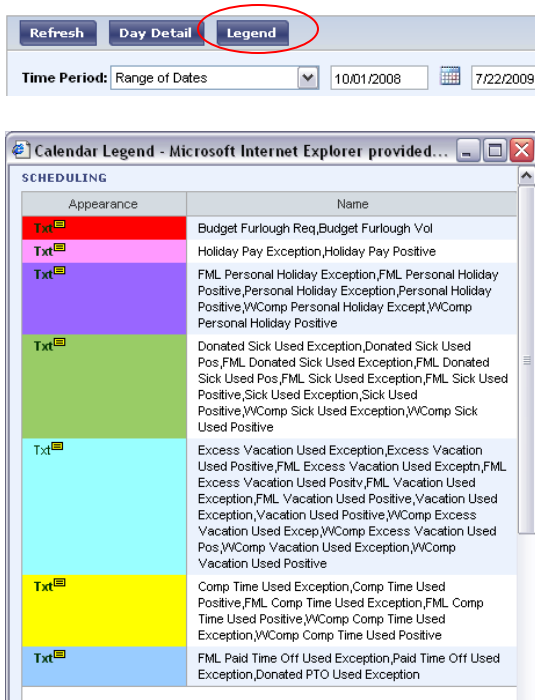 Refresh Day Detail Legend
Time Period: Range of Dates 10/01/2008 7/22/2009
Calendar Legend - Microsoft Internet Explorer provided...
SCHEDULING
Appearance Name
Txt Budget Furlough Req,Budget Furlough Vol
Txt Holiday Pay Exception,Holiday Pay Positive
Txt FML Personal Holiday Exception,FML Personal Holiday
Positive,Personal Holiday Exception,Personal Holiday
Positive,WComp Personal Holiday Except,WComp
Personal Holiday Positive
Txt Donated Sick Used Exception,Donated Sick Used
Pos,FML Donated Sick Used Exception,FML Donated
Sick Used Pos,FML Sick Used Exception,FML Sick Used
Positive,Sick Used Exception,Sick Used
Positive,WComp Sick Used Exception,WComp Sick
Used Positive
Txt Excess Vacation Used Exception,Excess Vacation
Used Positive,FML Excess Vacation Used Exceptn,FML
Excess Vacation Used Positv,FML Vacation Used
Exception,FML Vacation Used Positive,Vacation Used
Exception,Vacation Used Positive,WComp Excess
Vacation Used Excep,WComp Excess Vacation Used
Pos,WComp Vacation Used Exception,WComp
Vacation Used Positive
Txt Comp Time Used Exception,Comp Time Used
Positive,FML Comp Time Used Exception,FML Comp
Time Used Positive,WComp Comp Time Used
Exception,WComp Comp Time Used Positive
Txt FML Paid Time Off Used Exception,Paid Time Off Used
Exception,Donated PTO Used Exception